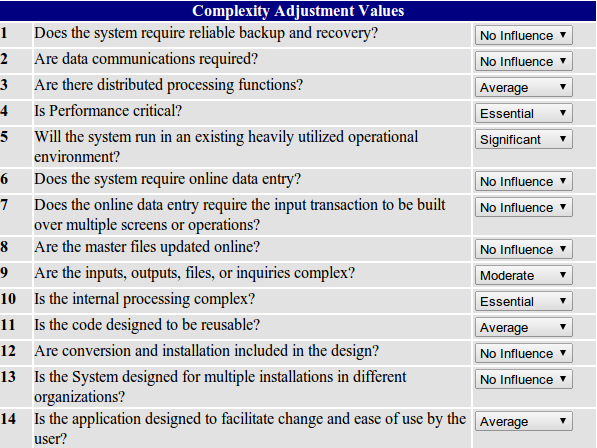 Complexity Adjustment Values
1 Does the system require reliable backup and recovery? No Influence
2 Are data communications required? No Influence
3 Are there distributed processing functions? Average
4 Is Performance critical? Essential
5 Will the system run in an existing heavily utilized operational Significant
environment?
6 Does the system require online data entry? No Influence
7 Does the online data entry require the input transaction to be built No Influence
over multiple screens or operations?
8 Are the master files updated online? No Influence
9 Are the inputs, outputs, files, or inquiries complex? Moderate
10 Is the internal processing complex? Essential
11 Is the code designed to be reusable? Average
12 Are conversion and installation included in the design? No Influence
13 Is the System designed for multiple installations in different No Influence
organizations?
14 Is the application designed to facilitate change and ease of use by the Average
user?